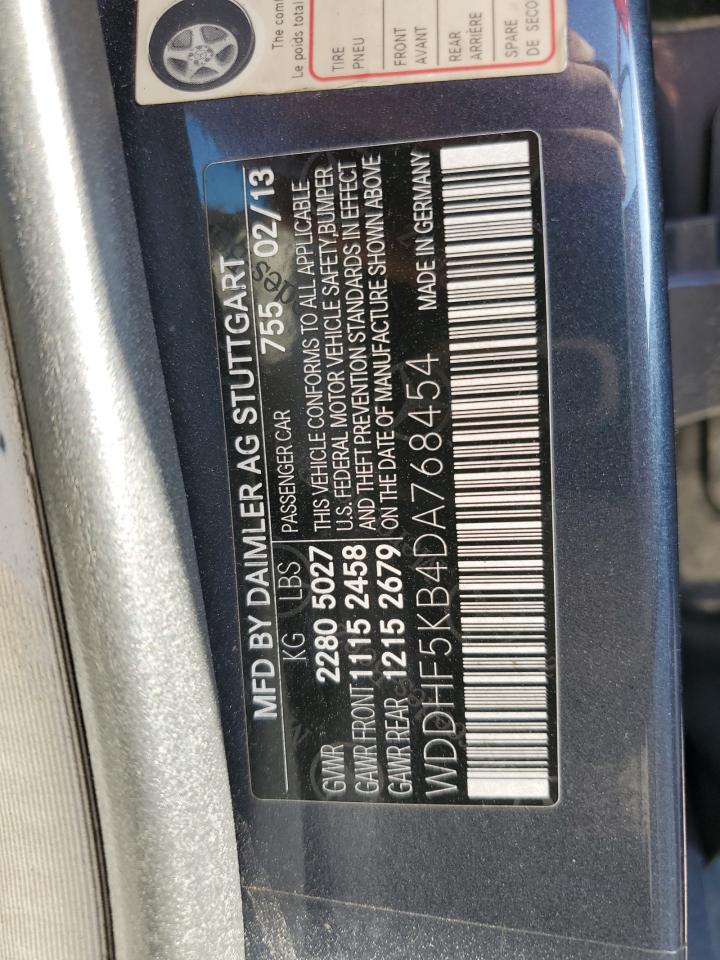 The com
Le poids total
TIRE
PNEU
FRONT
AVANT
REAR
ARRIÈRE
SPARE
DE SECO
MFD BY DAIMLER AG STUTTGART
KG LBS 755 02/13
PASSENGER CAR
GVWR 2280 5027
GAWR FRONT 1115 2458
GAWR REAR 1215 2679
THIS VEHICLE CONFORMS TO ALL APPLICABLE
U.S. FEDERAL MOTOR VEHICLE SAFETY,BUMPER
AND THEFT PREVENTION STANDARDS IN EFFECT
ON THE DATE OF MANUFACTURE SHOWN ABOVE
WDDHF5KB4DA768454 MADE IN GERMANY